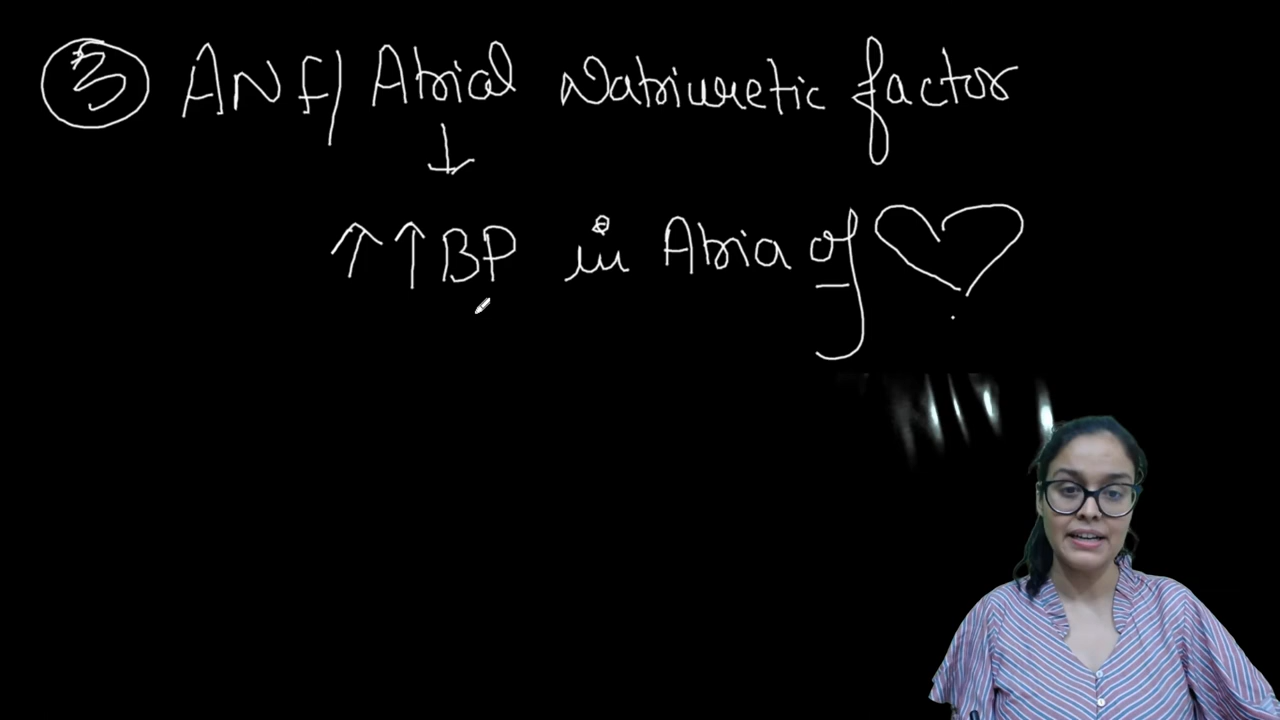 ③ ANF/ Atrial Natriuretic factor
↓
↑↑BP in Atria of ♡